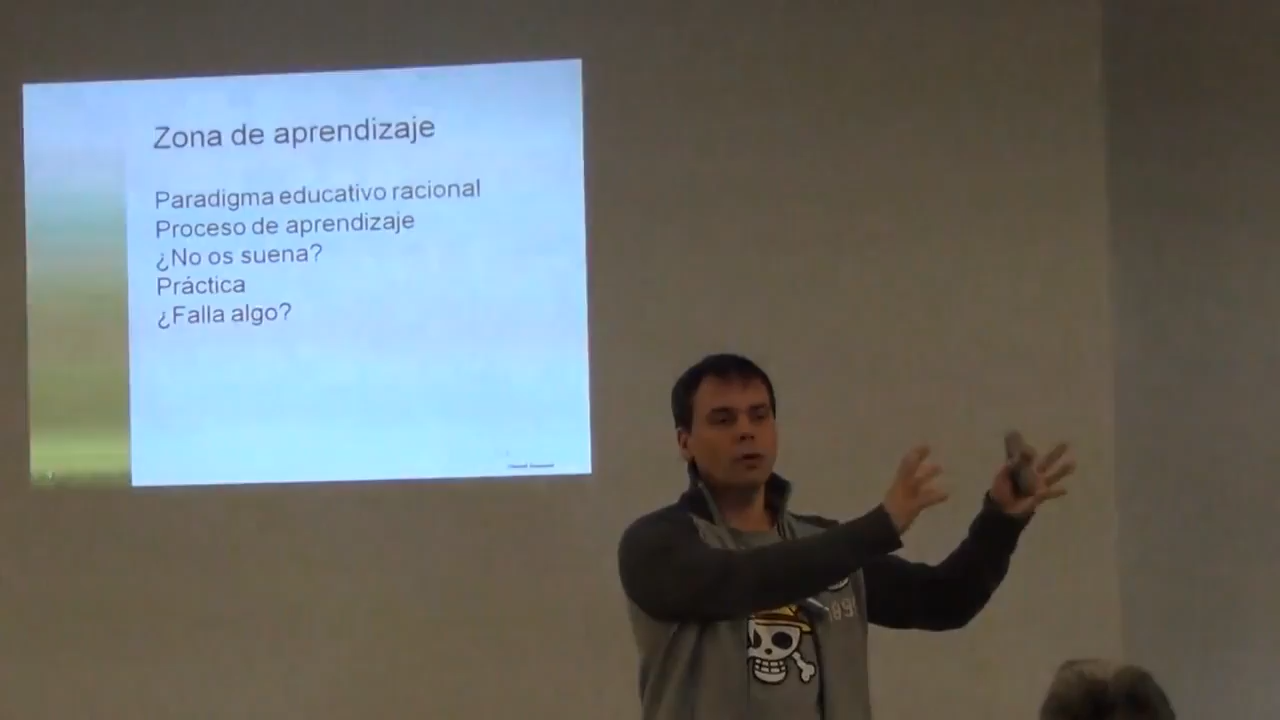 Zona de aprendizaje
Paradigma educativo racional
Proceso de aprendizaje
¿No os suena?
Práctica
¿Falla algo?